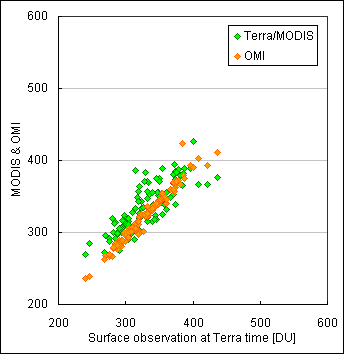 600
Terra/MODIS
OMI
500
400
300
200
MODIS & OMI
200 300 400 500 600
Surface observation at Terra time [DU]